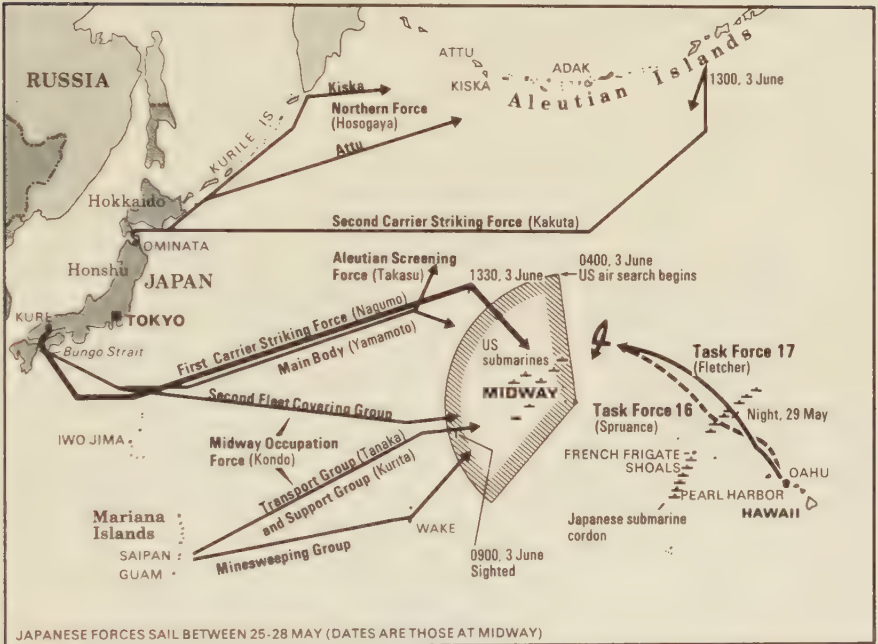 RUSSIA
ATTU
KISKA
ADAK
Aleutian Islands
1300, 3 June
Kiska
Northern Force
(Hosogaya)
Attu
KURILE IS
Hokkaido
Second Carrier Striking Force (Kakuta)
OMINATA
Honshu
JAPAN
Aleutian Screening
Force (Takasu)
1330, 3 June
0400, 3 June
US air search begins
KURE
TOKYO
Bungo Strait
First Carrier Striking Force (Nagumo)
Main Body (Yamamoto)
US
submarines
MIDWAY
Task Force 17
(Fletcher)
Second Fleet Covering Group
Task Force 16
(Spruance)
Night, 29 May
IWO JIMA
Midway Occupation
Force (Kondo)
Transport Group (Tanaka)
and Support Group (Kurita)
FRENCH FRIGATE
SHOALS
OAHU
PEARL HARBOR
HAWAII
Japanese submarine
cordon
Mariana
Islands
WAKE
SAIPAN
GUAM
Minesweeping Group
0900, 3 June
Sighted
JAPANESE FORCES SAIL BETWEEN 25-28 MAY (DATES ARE THOSE AT MIDWAY)